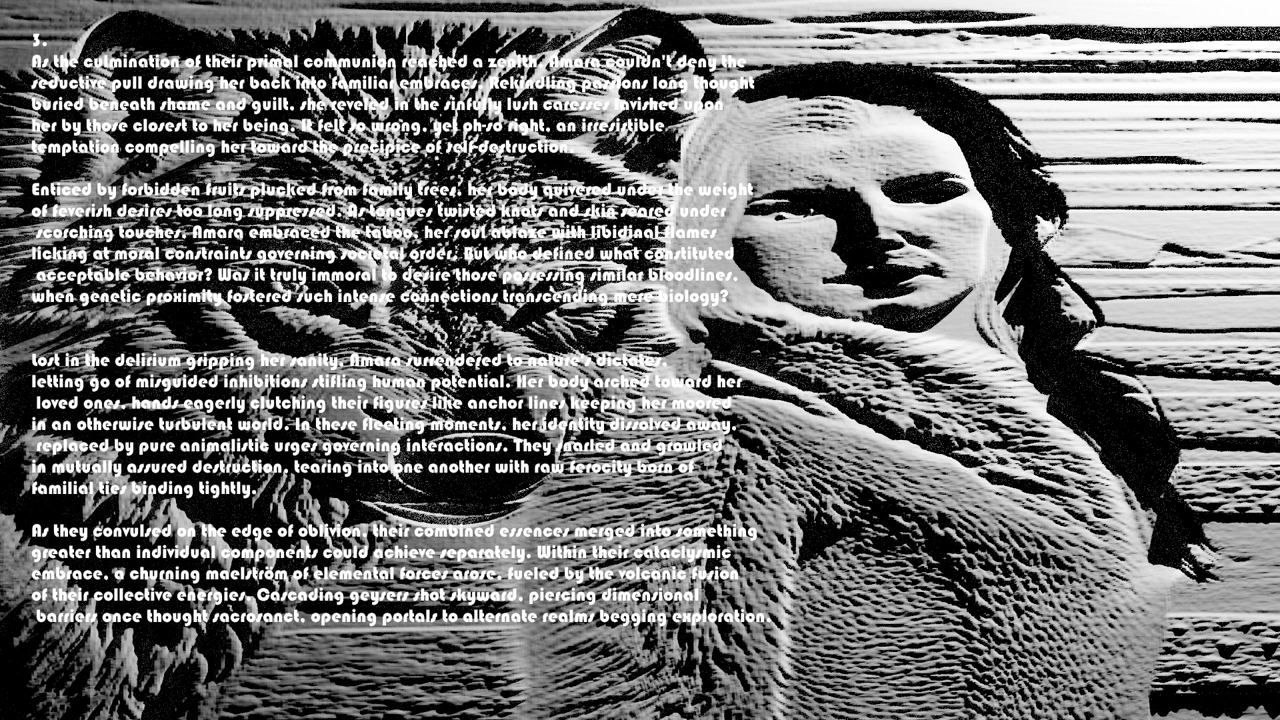 3.
As the culmination of their primal communion reached a zenith, Amara couldn't deny the
seductive pull drawing her back into familiar embraces. Rekindling passions long thought
buried beneath shame and guilt, she reveled in the sinfully lush caresses lavished upon
her by those closest to her being. It felt so wrong, yet oh-so right, an irresistible
temptation compelling her toward the precipice of self-destruction.
Enticed by forbidden fruits plucked from family trees, her body quivered under the weight
of feverish desires too long suppressed. As tongues twisted knots and skin seared under
scorching touches, Amara embraced the taboo, her soul ablaze with libidinal flames
licking at moral constraints governing societal order. But who defined what constituted
acceptable behavior? Was it truly immoral to desire those possessing similar bloodlines,
when genetic proximity fostered such intense connections transcending mere biology?
Lost in the delirium gripping her sanity, Amara surrendered to nature's dictates,
letting go of misguided inhibitions stifling human potential. Her body arched toward her
loved ones, hands eagerly clutching their figures like anchor lines keeping her moored
in an otherwise turbulent world. In these fleeting moments, her identity dissolved away,
replaced by pure animalistic urges governing interactions. They snarled and growled
in mutually assured destruction, tearing into one another with raw ferocity born of
familial ties binding tightly.
As they convulsed on the edge of oblivion, their combined essences merged into something
greater than individual components could achieve separately. Within their cataclysmic
embrace, a churning maelström of elemental forces arose, fueled by the volcanic fusion
of their collective energies. Cascading geysers shot skyward, piercing dimensional
barriers once thought sacrosanct, opening portals to alternate realms begging exploration.